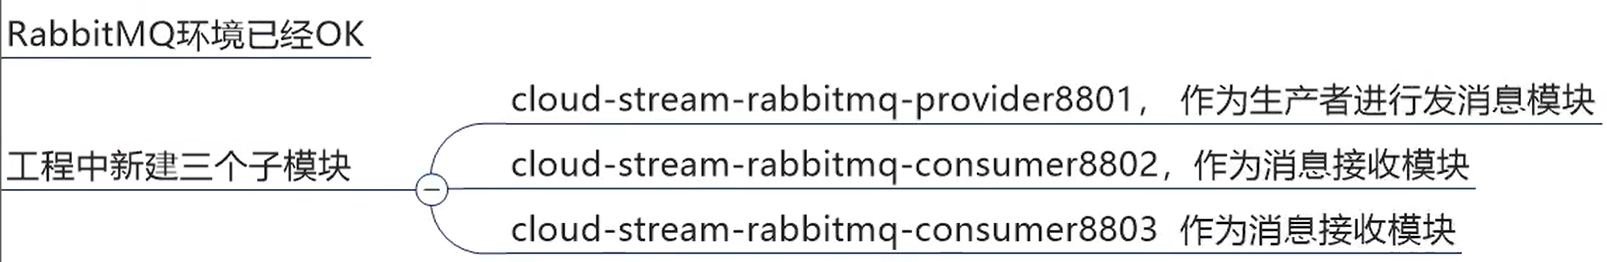 RabbitMQ环境已经OK
工程中新建三个子模块
cloud-stream-rabbitmq-provider8801， 作为生产者进行发消息模块
cloud-stream-rabbitmq-consumer8802，作为消息接收模块
cloud-stream-rabbitmq-consumer8803 作为消息接收模块